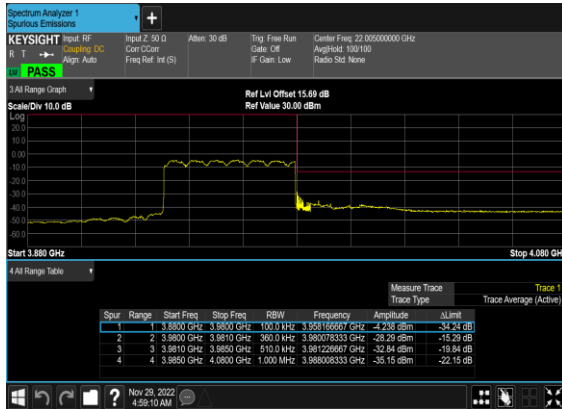 Spectrum Analyzer 1
Spurious Emissions
+
KEYSIGHT Input: RF Input Z: 50 Ω Atten: 30 dB Trig: Free Run Center Freq: 22.005000000 GHz
R T Coupling: DC Corr CCorr Gate: Off Avg|Hold: 100/100
Align: Auto Freq Ref: Int (S) IF Gain: Low Radio Std: None
PASS
3 All Range Graph
Ref Lvl Offset 15.69 dB
Scale/Div 10.0 dB Ref Value 30.00 dBm
Log
20.0
10.0
0.00
-10.0
-20.0
-30.0
-40.0
-50.0
-60.0
Start 3.880 GHz Stop 4.080 GH
4 All Range Table
Measure Trace Trace 1
Trace Type Trace Average (Active)
Spur Range Start Freq Stop Freq RBW Frequency Amplitude ΔLimit
1 1 3.8800 GHz 3.9800 GHz 100.0 kHz 3.958166667 GHz -4.238 dBm -34.24 dB
2 2 3.9800 GHz 3.9810 GHz 360.0 kHz 3.980078333 GHz -28.29 dBm -15.29 dB
3 3 3.9810 GHz 3.9850 GHz 510.0 kHz 3.981226667 GHz -32.84 dBm -19.84 dB
4 4 3.9850 GHz 4.0800 GHz 1.000 MHz 3.988008333 GHz -35.15 dBm -22.15 dB
? Nov 29, 2022
4:59:10 AM